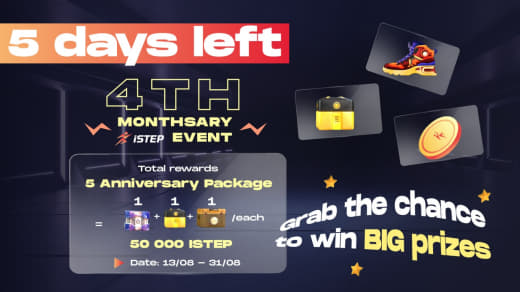 5 days left
4TH
MONTHSARY
iSTEP EVENT
Total rewards
5 Anniversary Package
1 1 1
= + + /each
50 000 ISTEP
Date: 13/08 – 31/08
Grab the chance
to win BIG prizes